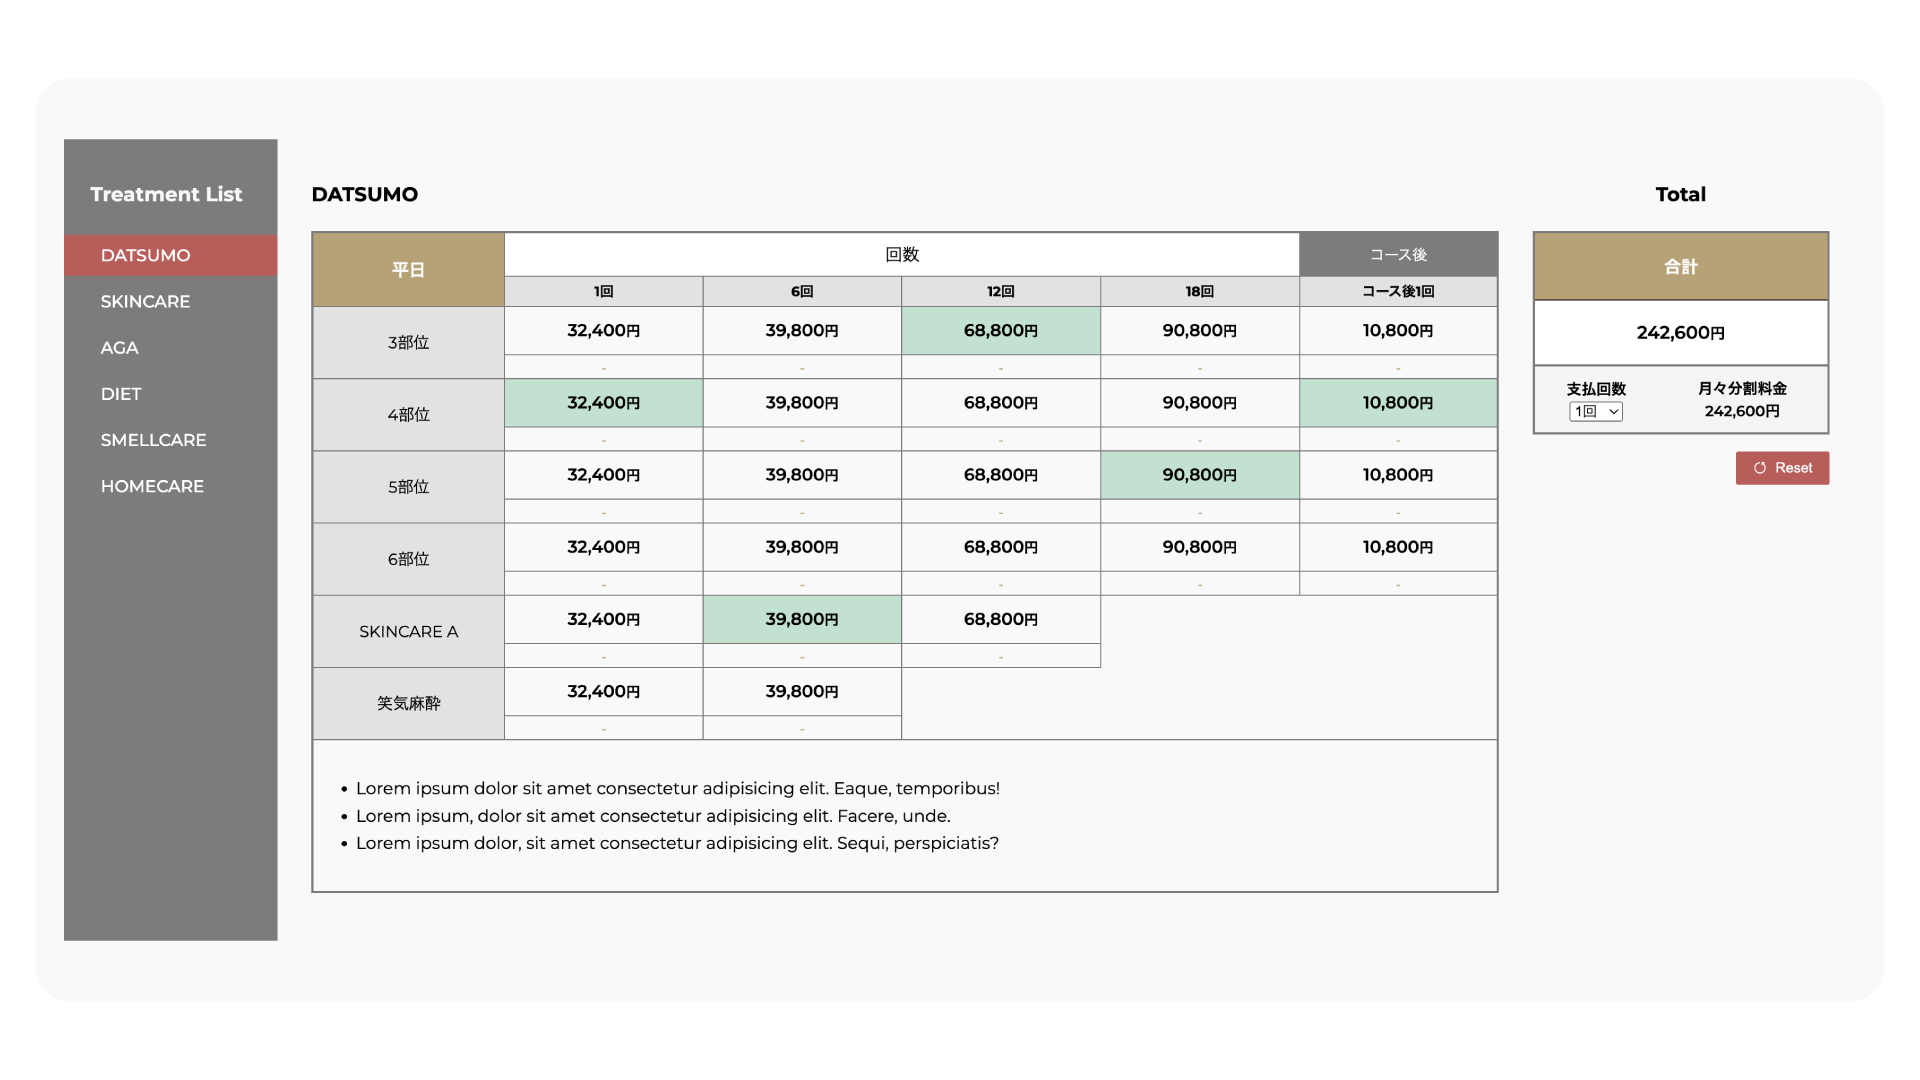 Treatment List
DATSUMO
SKINCARE
AGA
DIET
SMELLCARE
HOMECARE
DATSUMO
平日 回数 コース後
1回 6回 12回 18回 コース後1回
3部位 32,400円 39,800円 68,800円 90,800円 10,800円
- - - - -
4部位 32,400円 39,800円 68,800円 90,800円 10,800円
- - - - -
5部位 32,400円 39,800円 68,800円 90,800円 10,800円
- - - - -
6部位 32,400円 39,800円 68,800円 90,800円 10,800円
- - - - -
SKINCARE A 32,400円 39,800円 68,800円
- - -
笑気麻酔 32,400円 39,800円
- -
• Lorem ipsum dolor sit amet consectetur adipisicing elit. Eaque, temporibus!
• Lorem ipsum, dolor sit amet consectetur adipisicing elit. Facere, unde.
• Lorem ipsum dolor, sit amet consectetur adipisicing elit. Sequi, perspiciatis?
Total
合計
242,600円
支払回数 月々分割料金
1回 242,600円
Reset